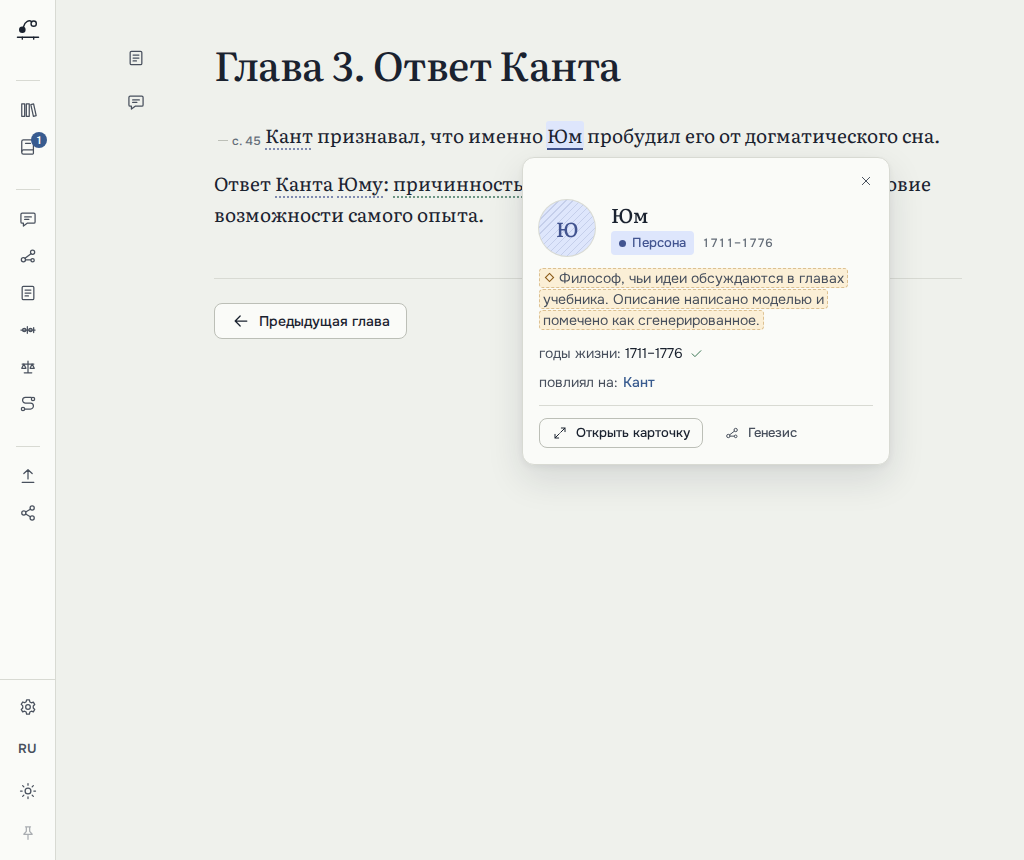 1
RU
Глава 3. Ответ Канта
— с. 45 Кант признавал, что именно Юм пробудил его от догматического сна.
Ответ Канта Юму: причинность
возможности самого опыта.
Предыдущая глава
Ю
Юм
Персона 1711–1776
Философ, чьи идеи обсуждаются в главах
учебника. Описание написано моделью и
помечено как сгенерированное.
годы жизни: 1711–1776
повлиял на: Кант
Открыть карточку
Генезис